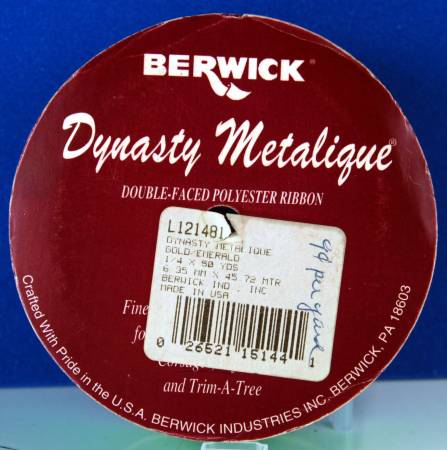 BERWICK®
Dynasty Metalique®
DOUBLE-FACED POLYESTER RIBBON
L121481
DYNASTY METALIQUE
GOLD/EMERALD
1/4 X 50 YDS
6.35 MM X 45.72 MTR
BERWICK IND., INC
MADE IN USA
0 26521 15144 1
per yard
Fine
fo
and Trim-A-Tree
Crafted With Pride in the U.S.A. BERWICK INDUSTRIES INC. BERWICK, PA 18603